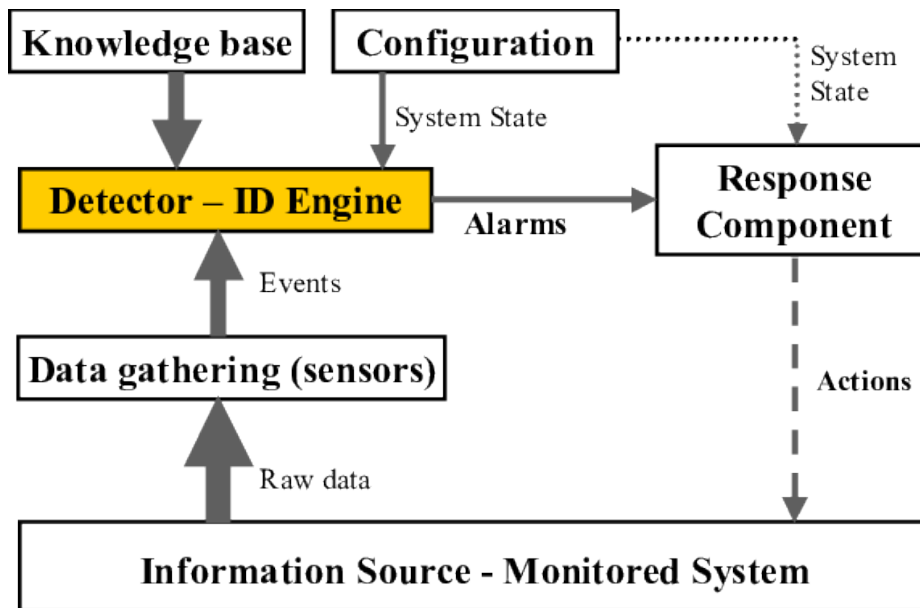 Knowledge base
Configuration
System
State
System State
Detector – ID Engine
Alarms
Response
Component
Events
Data gathering (sensors)
Actions
Raw data
Information Source - Monitored System